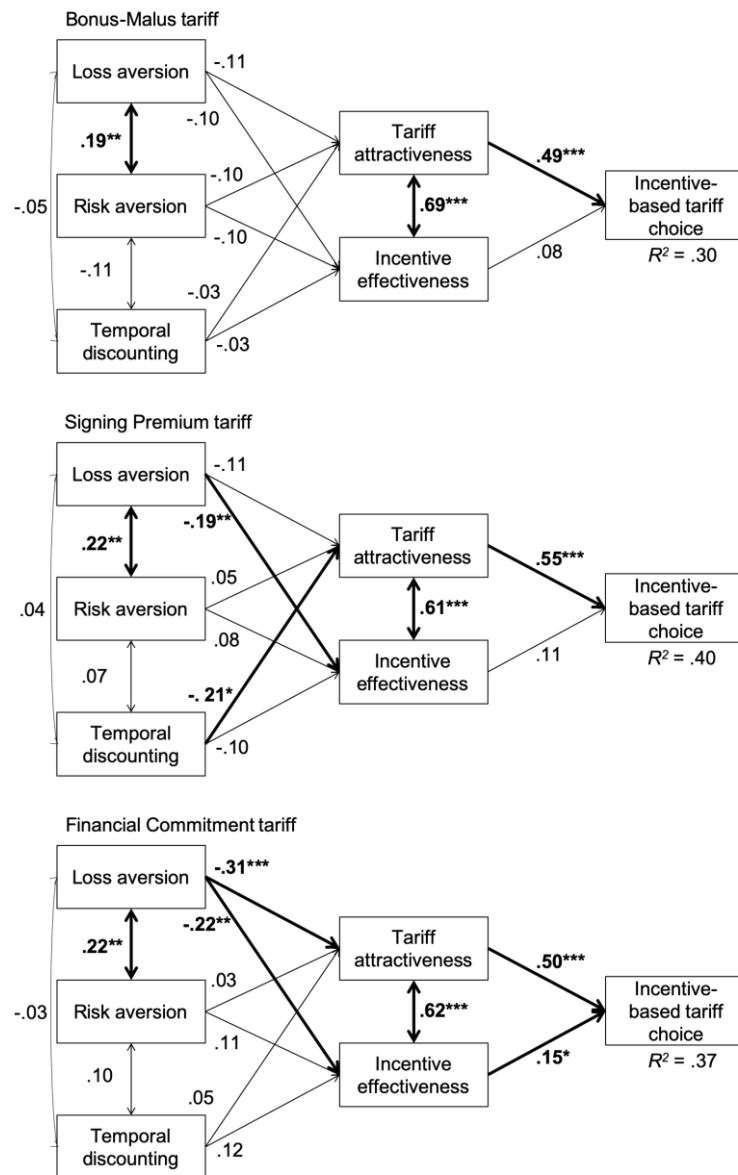 Bonus-Malus tariff
Loss aversion
-.11
-.10
.19**
Tariff
attractiveness
.49***
-.10
Incentive-
based tariff
choice
-.05
Risk aversion
.69***
-.10
R² = .30
-.11
Incentive
effectiveness
.08
-.03
Temporal
discounting
-.03
Signing Premium tariff
Loss aversion
-.11
-.19**
.22**
Tariff
attractiveness
.55***
.05
Incentive-
based tariff
choice
.04
Risk aversion
.61***
.08
R² = .40
.07
Incentive
effectiveness
.11
-. 21*
Temporal
discounting
-.10
Financial Commitment tariff
Loss aversion
-.31***
-.22**
.22**
Tariff
attractiveness
.50***
.03
Incentive-
based tariff
choice
-.03
Risk aversion
.62***
.11
R² = .37
.10
Incentive
effectiveness
.15*
.05
Temporal
discounting
.12